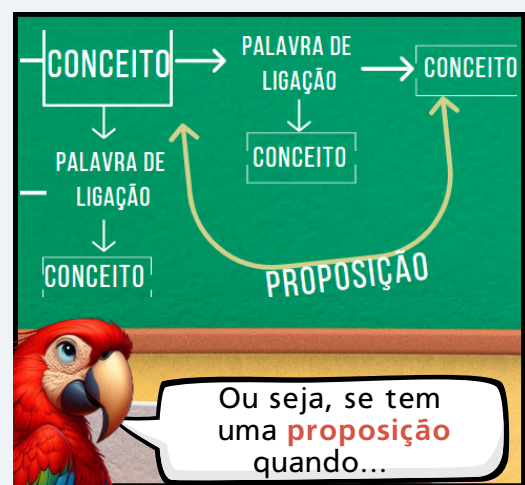 CONCEITO
PALAVRA DE
LIGAÇÃO
CONCEITO
CONCEITO
PALAVRA DE
LIGAÇÃO
CONCEITO
PROPOSIÇÃO
Ou seja, se tem
uma proposição
quando...